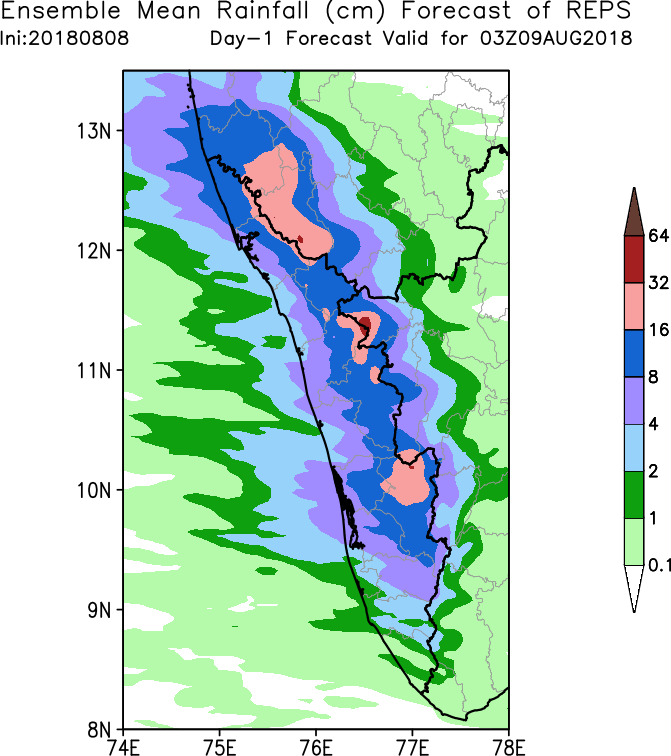 Ensemble Mean Rainfall (cm) Forecast of REPS
Ini:20180808 Day-1 Forecast Valid for 03Z09AUG2018
13N
12N
11N
10N
9N
8N
74E 75E 76E 77E 78E
64
32
16
8
4
2
1
0.1